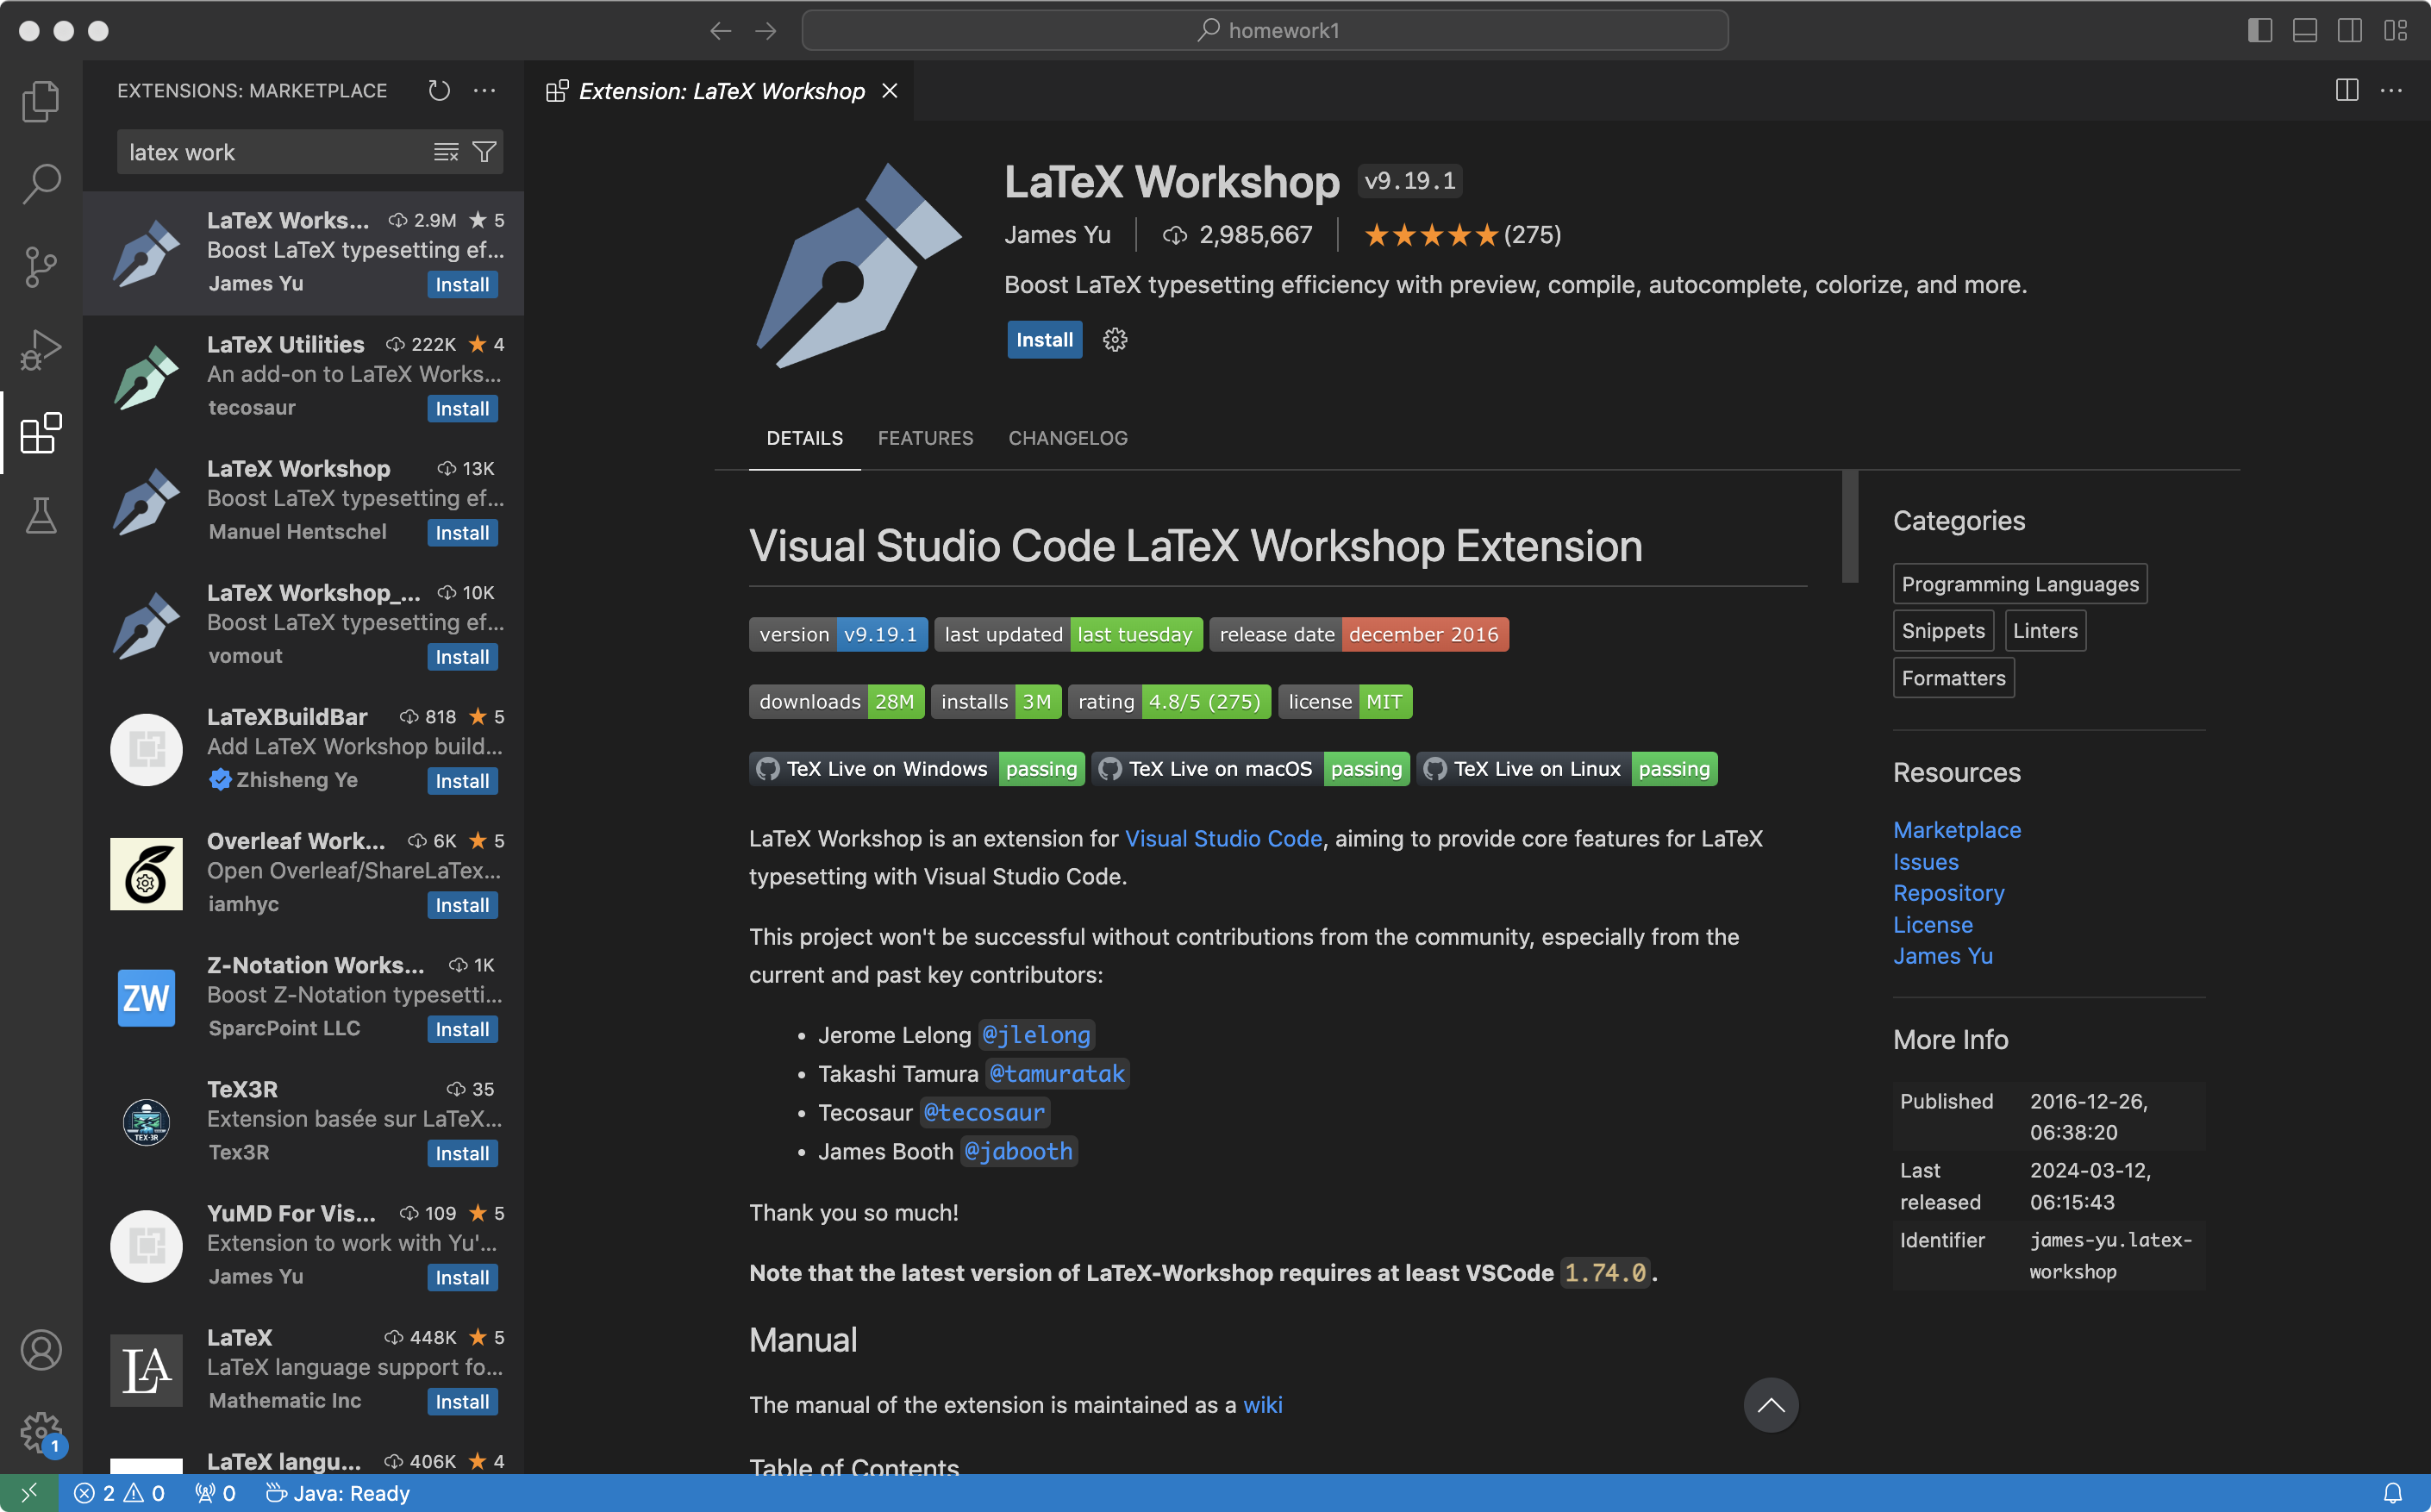 homework1
EXTENSIONS: MARKETPLACE
latex work
LaTeX Works... 2.9M 5
Boost LaTeX typesetting ef...
James Yu Install
LaTeX Utilities 222K 4
An add-on to LaTeX Works...
tecosaur Install
LaTeX Workshop 13K
Boost LaTeX typesetting ef...
Manuel Hentschel Install
LaTeX Workshop_... 10K
Boost LaTeX typesetting ef...
vomout Install
LaTeXBuildBar 818 5
Add LaTeX Workshop build...
Zhisheng Ye Install
Overleaf Work... 6K 5
Open Overleaf/ShareLaTex...
iamhyc Install
ZW
Z-Notation Works... 1K
Boost Z-Notation typesetti...
SparcPoint LLC Install
TEX-3R
TeX3R 35
Extension basée sur LaTeX...
Tex3R Install
YuMD For Vis... 109 5
Extension to work with Yu'...
James Yu Install
LA
LaTeX 448K 5
LaTeX language support fo...
Mathematic Inc Install
LaTeX langu... 406K 4
Extension: LaTeX Workshop
LaTeX Workshop v9.19.1
James Yu 2,985,667 (275)
Boost LaTeX typesetting efficiency with preview, compile, autocomplete, colorize, and more.
Install
DETAILS FEATURES CHANGELOG
Visual Studio Code LaTeX Workshop Extension
version v9.19.1 last updated last tuesday release date december 2016
downloads 28M installs 3M rating 4.8/5 (275) license MIT
TeX Live on Windows passing TeX Live on macOS passing TeX Live on Linux passing
LaTeX Workshop is an extension for Visual Studio Code, aiming to provide core features for LaTeX
typesetting with Visual Studio Code.
This project won't be successful without contributions from the community, especially from the
current and past key contributors:
• Jerome Lelong @jlelong
• Takashi Tamura @tamuratak
• Tecosaur @tecosaur
• James Booth @jabooth
Thank you so much!
Note that the latest version of LaTeX-Workshop requires at least VSCode 1.74.0.
Manual
The manual of the extension is maintained as a wiki
Table of Contents
Categories
Programming Languages
Snippets Linters
Formatters
Resources
Marketplace
Issues
Repository
License
James Yu
More Info
Published 2016-12-26,
06:38:20
Last 2024-03-12,
released 06:15:43
Identifier james-yu.latex-
workshop
1
2 0 0 Java: Ready